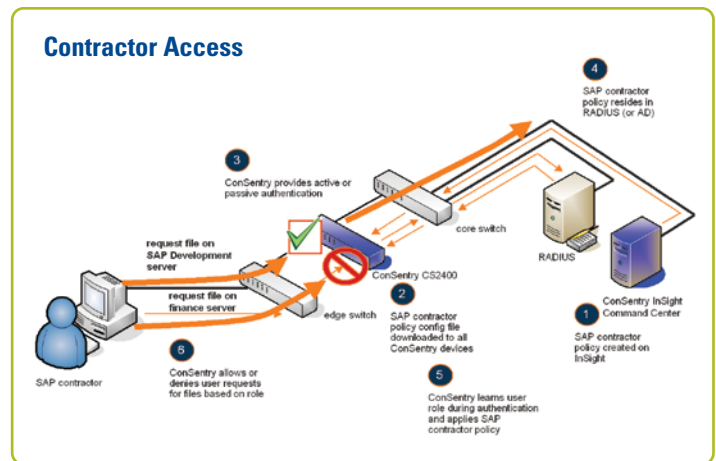 Contractor Access
4
SAP contractor
policy resides in
RADIUS (or AD)
3
ConSentry provides active or
passive authentication
core switch
RADIUS
request file on
SAP Development
server
ConSentry CS2400
request file on
finance server
edge switch
2
SAP contractor
policy config file
downloaded to all
ConSentry devices
ConSentry InSight
Command Center
1
SAP contractor
policy created on
InSight
SAP contractor
6
ConSentry allows or
denies user requests
for files based on role
5
ConSentry learns user
role during authentication
and applies SAP
contractor policy